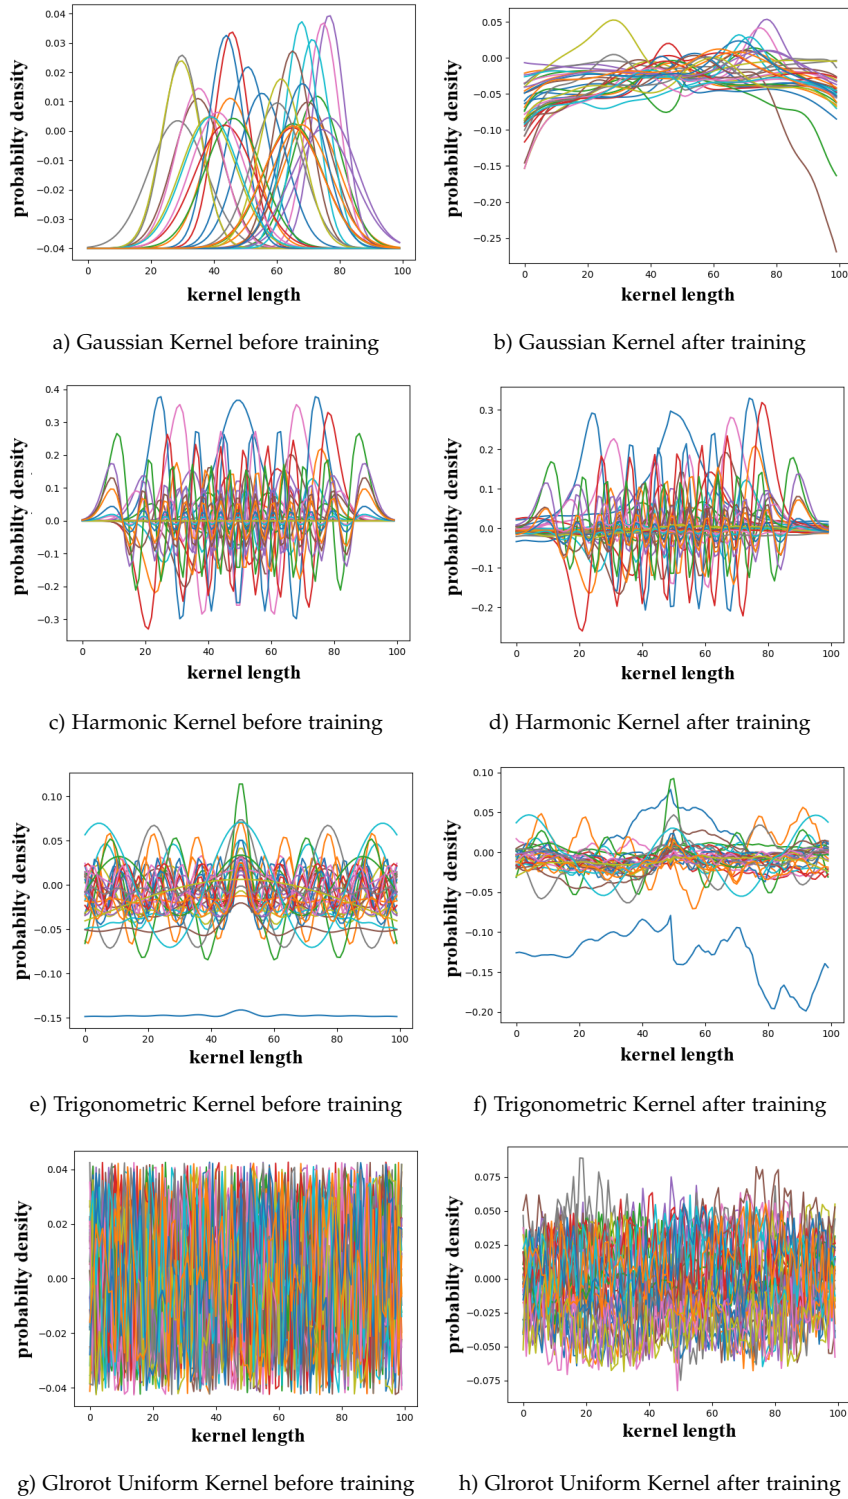 0.04
0.03
0.02
0.01
0.00
−0.01
−0.02
−0.03
−0.04
probabilty density
0 20 40 60 80 100
kernel length
a) Gaussian Kernel before training
0.05
0.00
−0.05
−0.10
−0.15
−0.20
−0.25
probabilty density
0 20 40 60 80 100
kernel length
b) Gaussian Kernel after training
0.4
0.3
0.2
0.1
0.0
−0.1
−0.2
−0.3
probabilty density
0 20 40 60 80 100
kernel length
c) Harmonic Kernel before training
0.3
0.2
0.1
0.0
−0.1
−0.2
probabilty density
0 20 40 60 80 100
kernel length
d) Harmonic Kernel after training
0.10
0.05
0.00
−0.05
−0.10
−0.15
probabilty density
0 20 40 60 80 100
kernel length
e) Trigonometric Kernel before training
0.10
0.05
0.00
−0.05
−0.10
−0.15
−0.20
probabilty density
0 20 40 60 80 100
kernel length
f) Trigonometric Kernel after training
0.04
0.02
0.00
−0.02
−0.04
probabilty density
0 20 40 60 80 100
kernel length
g) Glrorot Uniform Kernel before training
0.075
0.050
0.025
0.000
−0.025
−0.050
−0.075
probabilty density
0 20 40 60 80 100
kernel length
h) Glrorot Uniform Kernel after training